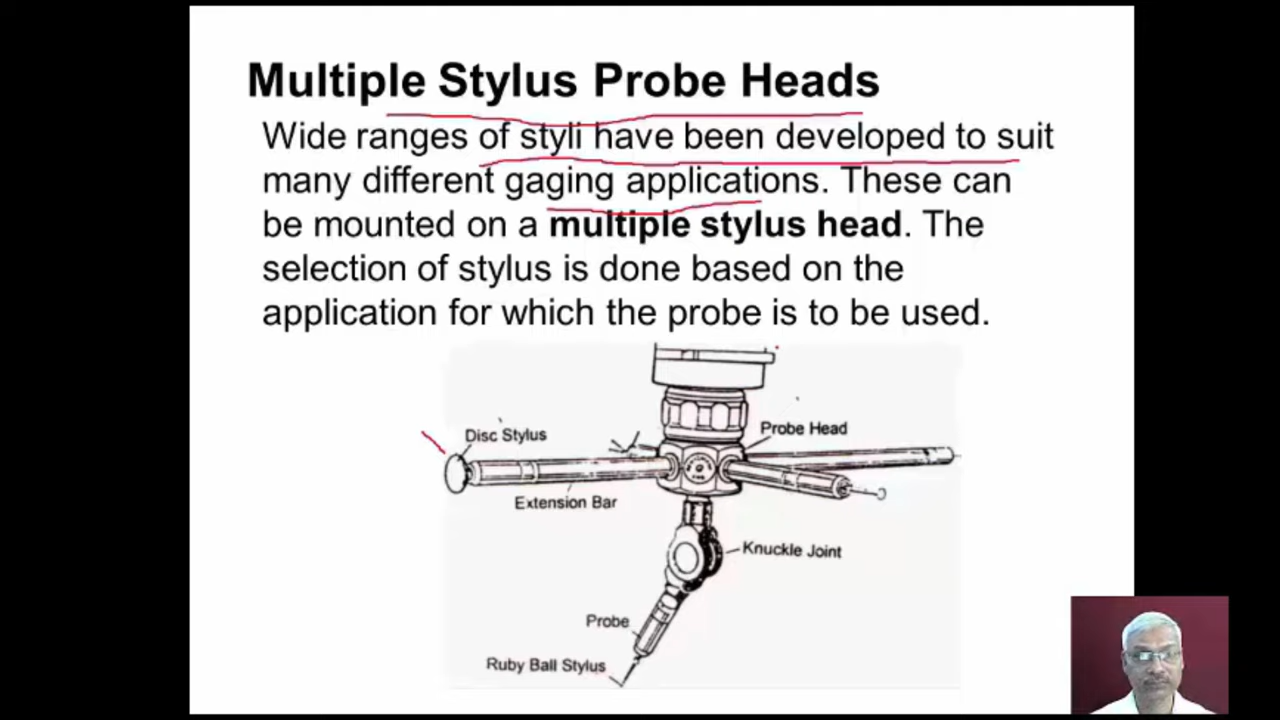 Multiple Stylus Probe Heads
Wide ranges of styli have been developed to suit
many different gaging applications. These can
be mounted on a multiple stylus head. The
selection of stylus is done based on the
application for which the probe is to be used.
Disc Stylus
Probe Head
Extension Bar
Knuckle Joint
Probe
Ruby Ball Stylus